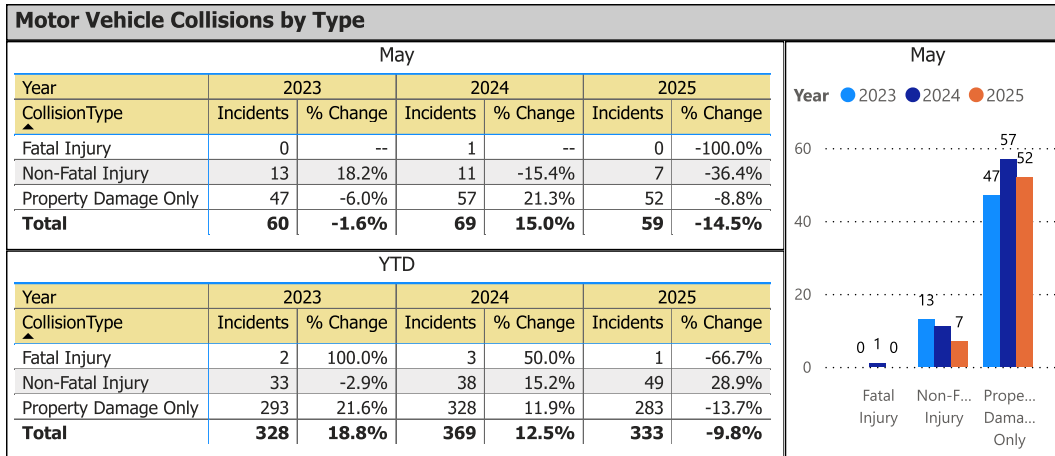 Motor Vehicle Collisions by Type
May
Year 2023 2024 2025
CollisionType Incidents % Change Incidents % Change Incidents % Change
Fatal Injury 0 -- 1 -- 0 -100.0%
Non-Fatal Injury 13 18.2% 11 -15.4% 7 -36.4%
Property Damage Only 47 -6.0% 57 21.3% 52 -8.8%
Total 60 -1.6% 69 15.0% 59 -14.5%
YTD
Year 2023 2024 2025
CollisionType Incidents % Change Incidents % Change Incidents % Change
Fatal Injury 2 100.0% 3 50.0% 1 -66.7%
Non-Fatal Injury 33 -2.9% 38 15.2% 49 28.9%
Property Damage Only 293 21.6% 328 11.9% 283 -13.7%
Total 328 18.8% 369 12.5% 333 -9.8%
May
Year 2023 2024 2025
60
40
20
0
0 1 0
13 7
47 57 52
Fatal Non-F... Prope...
Injury Injury Dama...
Only